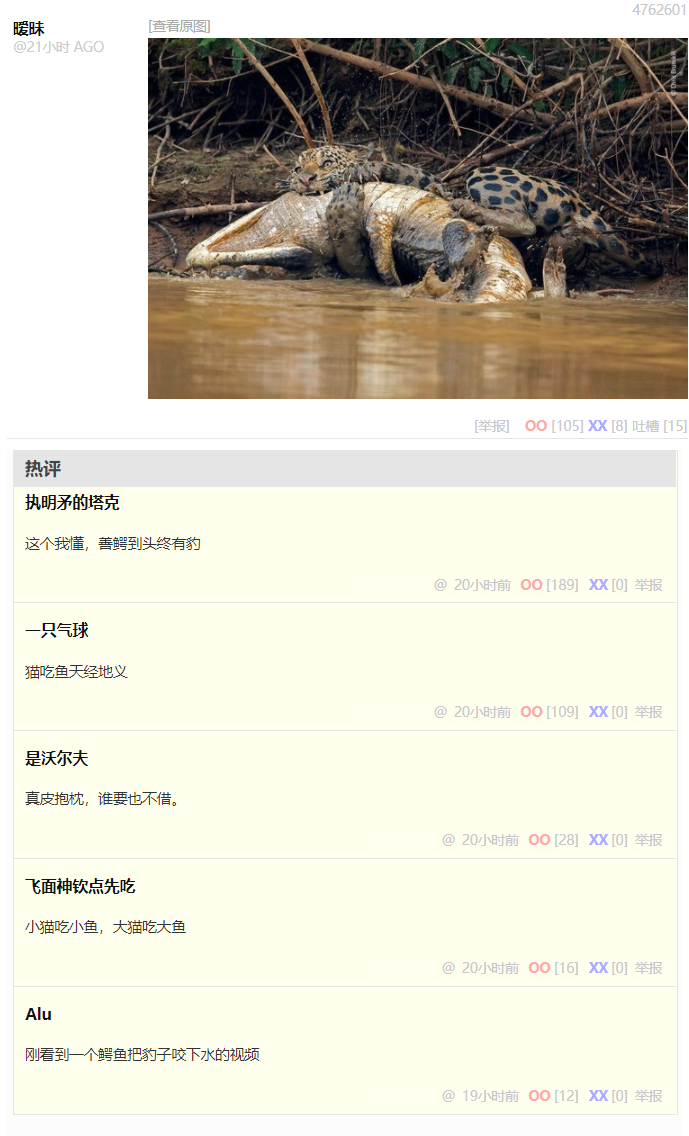 4762601
暧昧
@21小时 AGO
[查看原图]
[举报] OO [105] XX [8] 吐槽 [15]
热评
执明矛的塔克
这个我懂，善鳄到头终有豹
@ 20小时前 OO [189] XX [0] 举报
一只气球
猫吃鱼天经地义
@ 20小时前 OO [109] XX [0] 举报
是沃尔夫
真皮抱枕，谁要也不借。
@ 20小时前 OO [28] XX [0] 举报
飞面神钦点先吃
小猫吃小鱼，大猫吃大鱼
@ 20小时前 OO [16] XX [0] 举报
Alu
刚看到一个鳄鱼把豹子咬下水的视频
@ 19小时前 OO [12] XX [0] 举报